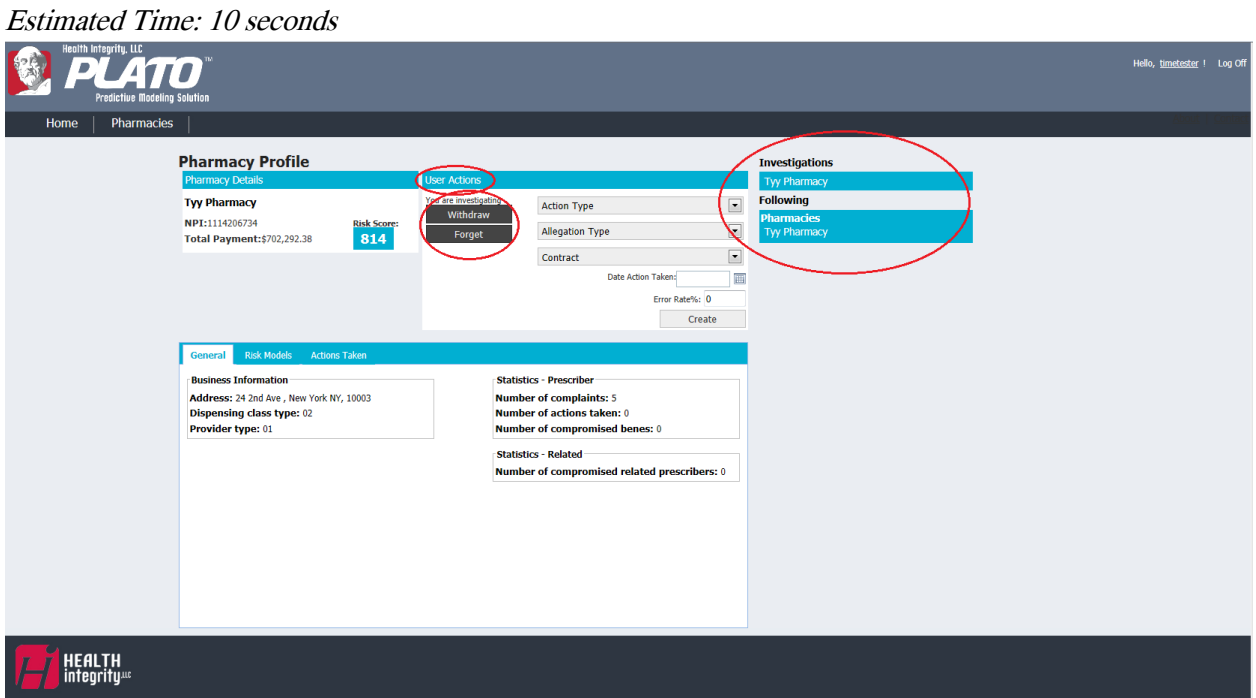 Estimated Time: 10 seconds
Health Integrity, LLC
PLATO™
Predictive Modeling Solution
Hello, timetester ! Log Off
Home Pharmacies
Pharmacy Profile
Pharmacy Details
Tyy Pharmacy
NPI:1114206734
Risk Score:
Total Payment:$702,292.38
814
User Actions
You are investigating
Withdraw
Forget
Action Type
Allegation Type
Contract
Date Action Taken:
Error Rate%: 0
Create
Investigations
Tyy Pharmacy
Following
Pharmacies
Tyy Pharmacy
General Risk Models Actions Taken
Business Information
Address: 24 2nd Ave , New York NY, 10003
Dispensing class type: 02
Provider type: 01
Statistics - Prescriber
Number of complaints: 5
Number of actions taken: 0
Number of compromised benes: 0
Statistics - Related
Number of compromised related prescribers: 0
HEALTH
integrity LLC